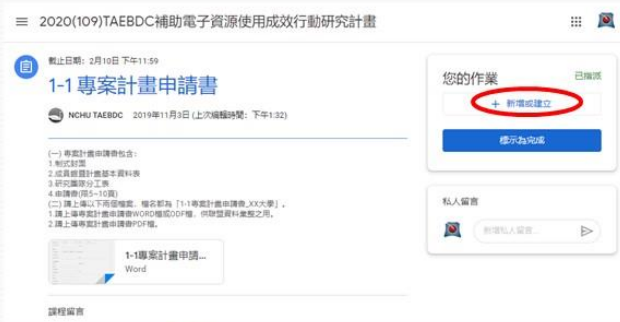 2020(109)TAEBDC補助電子資源使用成效行動研究計畫
截止日期：2月10日 下午11:59
1-1 專案計畫申請書
NCHU TAEBDC 2019年11月3日 (上次編輯時間：下午1:32)
(一) 專案計畫申請書包含：
1.制式封面
2.成員館暨計畫基本資料表
3.研究團隊分工表
4.申請書(限5~10頁)
(二) 請上傳以下兩個檔案，檔名都為「1-1專案計畫申請書_XX大學」。
1.請上傳專案計畫申請書WORD檔或ODF檔，供聯盟資料彙整之用。
2.請上傳專案計畫申請書PDF檔。
1-1專案計畫申請...
Word
課程留言
您的作業
已指派
+ 新增或建立
標示為完成
私人留言
新增私人留言...